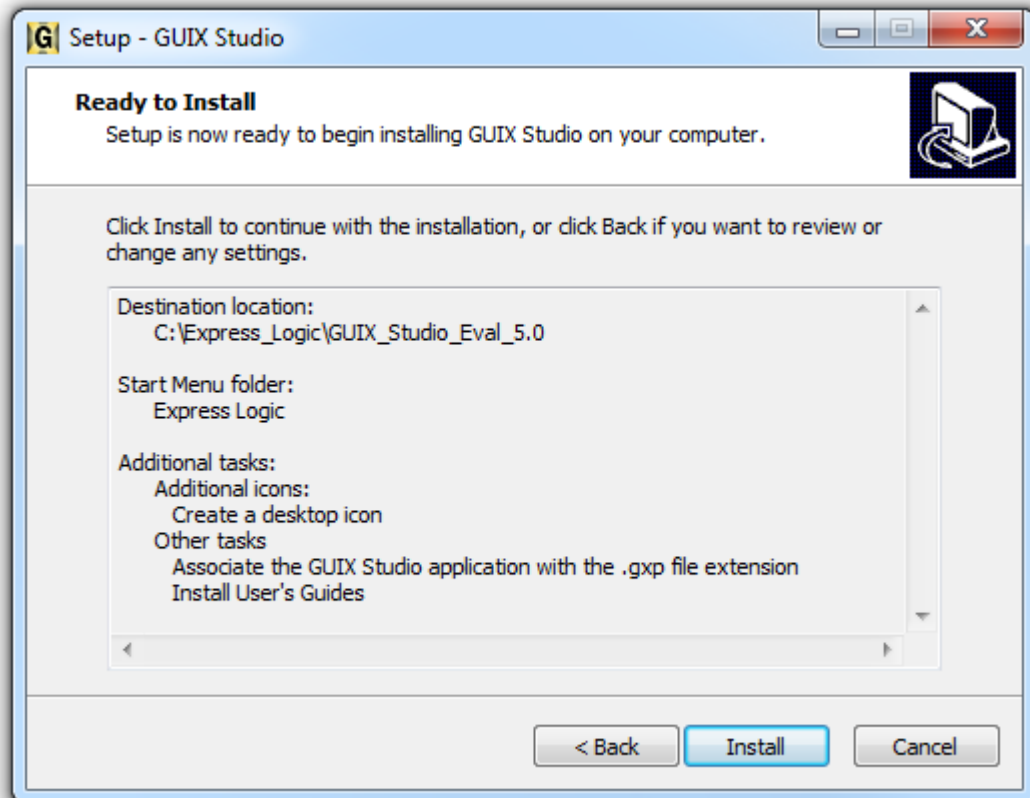 G Setup - GUIX Studio
Ready to Install
Setup is now ready to begin installing GUIX Studio on your computer.
Click Install to continue with the installation, or click Back if you want to review or
change any settings.
Destination location:
C:\Express_Logic\GUIX_Studio_Eval_5.0
Start Menu folder:
Express Logic
Additional tasks:
Additional icons:
Create a desktop icon
Other tasks
Associate the GUIX Studio application with the .gxp file extension
Install User's Guides
< Back Install Cancel